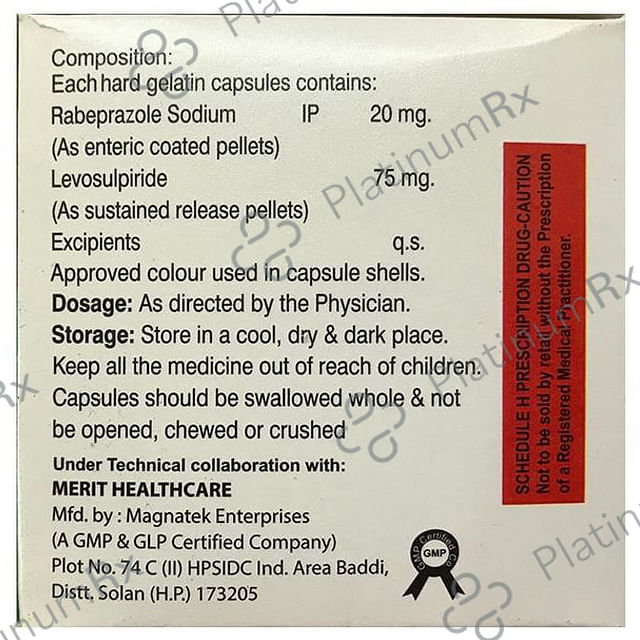 Composition:
Each hard gelatin capsules contains:
Rabeprazole Sodium IP 20 mg.
(As enteric coated pellets)
Levosulpiride 75 mg.
(As sustained release pellets)
Excipients q.s.
Approved colour used in capsule shells.
Dosage: As directed by the Physician.
Storage: Store in a cool, dry & dark place.
Keep all the medicine out of reach of children.
Capsules should be swallowed whole & not
be opened, chewed or crushed
Under Technical collaboration with:
MERIT HEALTHCARE
Mfd. by : Magnatek Enterprises
(A GMP & GLP Certified Company)
Plot No. 74 C (II) HPSIDC Ind. Area Baddi,
Distt. Solan (H.P.) 173205
SCHEDULE H PRESCRIPTION DRUG-CAUTION
Not to be sold by retail without the Prescription
of a Registered Medical Practitioner.
GMP Certified Co
GMP
PlatinumRx
PlatinumRx
PlatinumRx